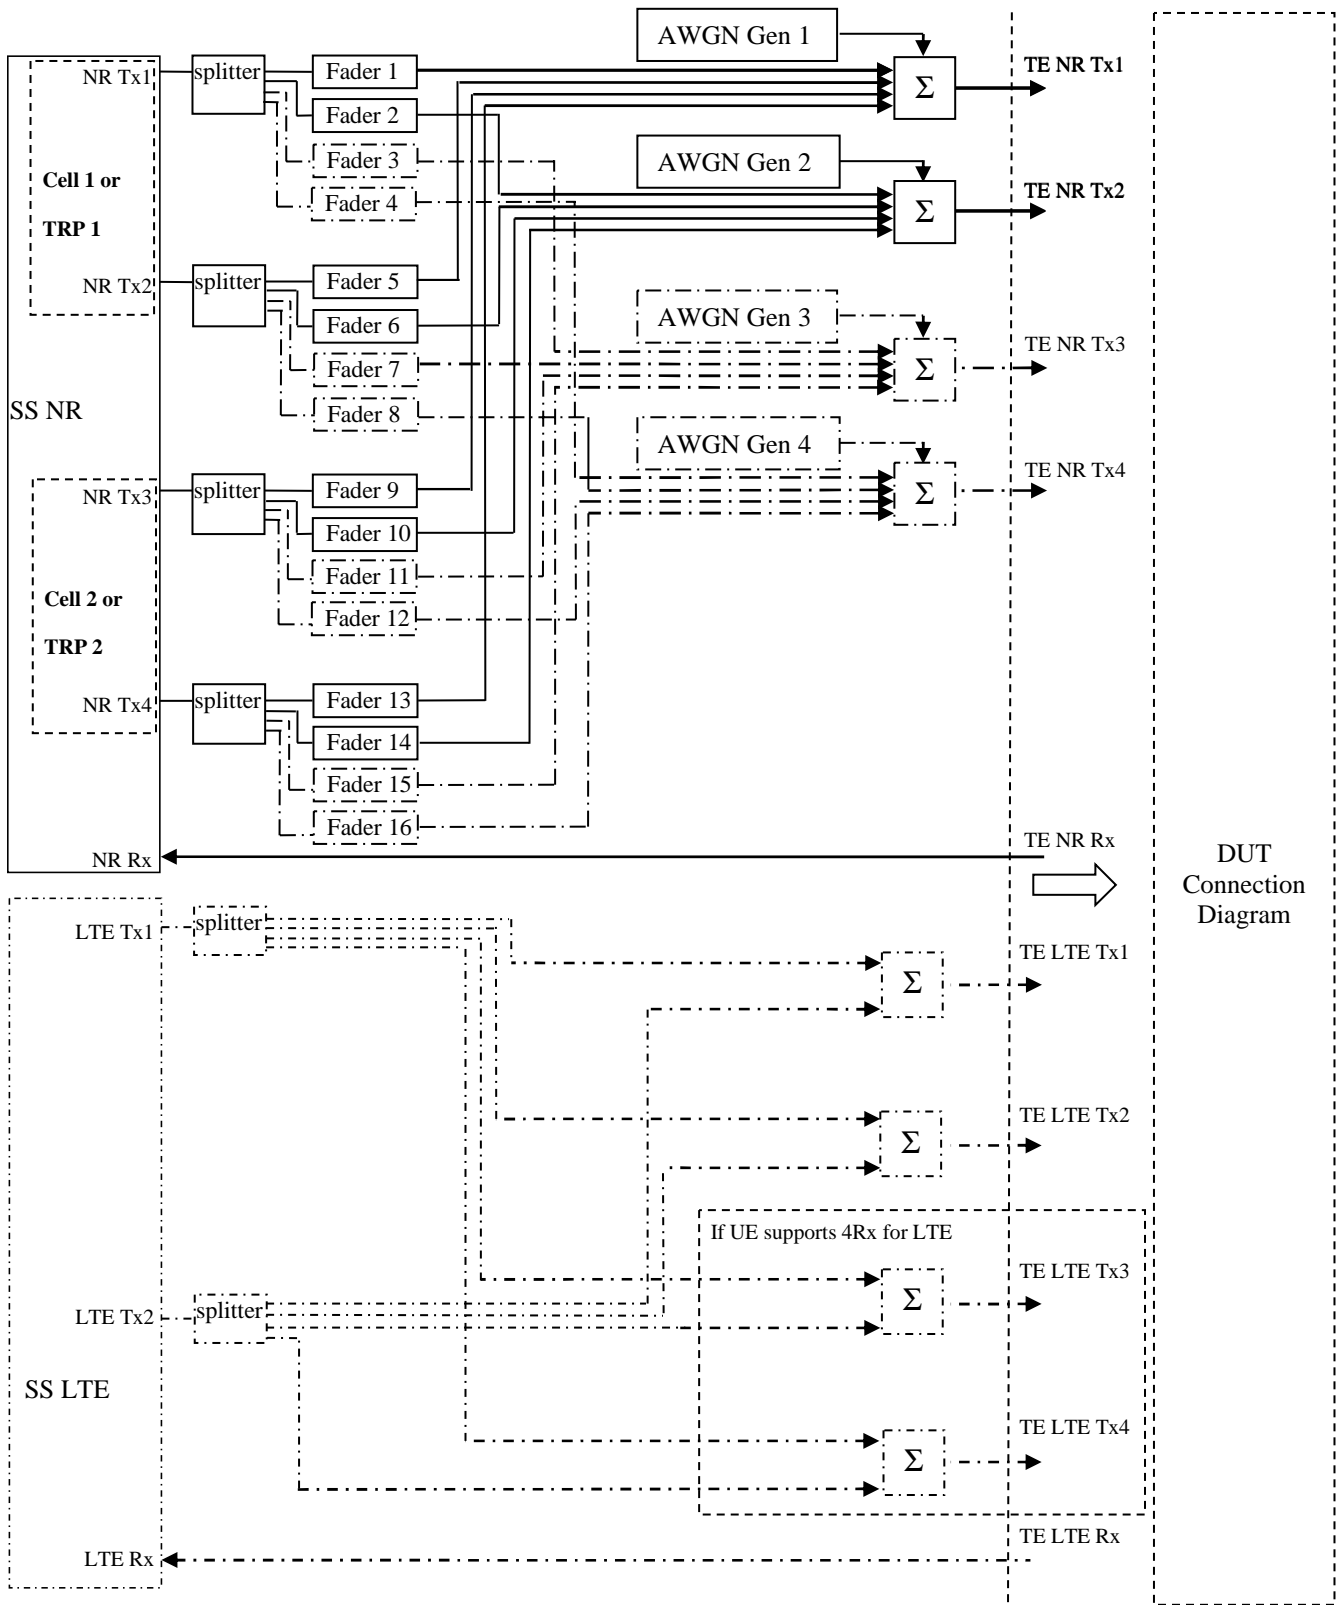 AWGN Gen 1
TE NR Tx1
NR Tx1
splitter
Fader 1
Σ
Fader 2
Fader 3
Fader 4
Cell 1 or
TRP 1
AWGN Gen 2
TE NR Tx2
Σ
NR Tx2
splitter
Fader 5
Fader 6
Fader 7
Fader 8
AWGN Gen 3
TE NR Tx3
Σ
SS NR
AWGN Gen 4
TE NR Tx4
Σ
NR Tx3
splitter
Fader 9
Fader 10
Fader 11
Fader 12
Cell 2 or
TRP 2
NR Tx4
splitter
Fader 13
Fader 14
Fader 15
Fader 16
NR Rx
TE NR Rx
DUT
Connection
Diagram
LTE Tx1
splitter
TE LTE Tx1
Σ
TE LTE Tx2
Σ
If UE supports 4Rx for LTE
TE LTE Tx3
Σ
LTE Tx2
splitter
SS LTE
TE LTE Tx4
Σ
TE LTE Rx
LTE Rx